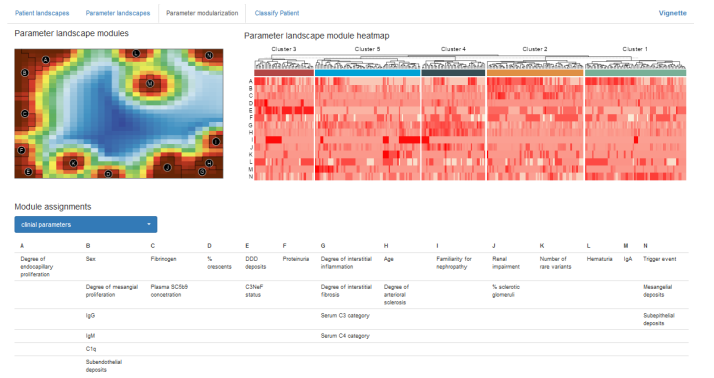 Patient landscapes Parameter landscapes Parameter modularization Classify Patient Vignette
Parameter landscape modules
Parameter landscape module heatmap
Cluster 3 Cluster 5 Cluster 4 Cluster 2 Cluster 1
A
B
C
D
E
F
G
H
I
J
K
L
M
N
Module assignments
clinial parameters
A B C D E F G H I J K L M N
Degree of endocapillary proliferation
Sex
Fibrinogen
% crescents
DDD deposits
Proteinuria
Degree of interstitial inflammation
Age
Familiarity for nephropathy
Renal impairment
Number of rare variants
Hematuria
IgA
Trigger event
Degree of mesangial proliferation
Plasma SC5b9 concetration
C3NeF status
Degree of interstitial fibrosis
Degree of arterial sclerosis
% sclerotic glomeruli
Mesangelial deposits
IgG
Serum C3 category
Subepithelial deposits
IgM
Serum C4 category
C1q
Subendothelial deposits